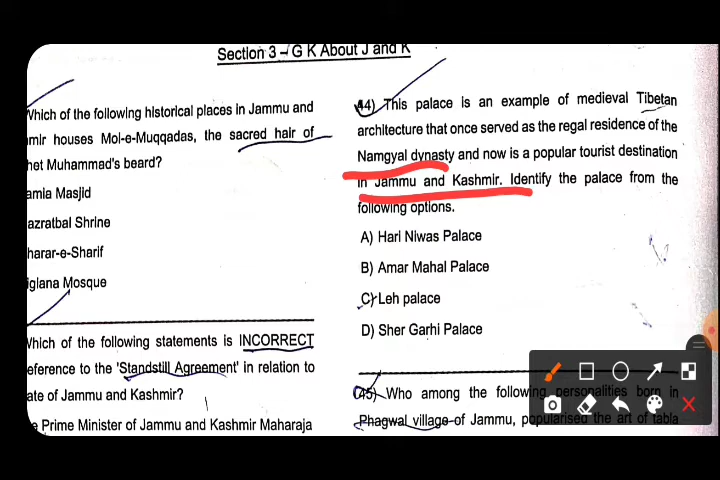 Section 3 – G K About J and K
Which of the following historical places in Jammu and
mir houses Moi-e-Muqqadas, the sacred hair of
het Muhammad's beard?
amia Masjid
azratbal Shrine
harar-e-Sharif
iglana Mosque
Which of the following statements is INCORRECT
eference to the 'Standstill Agreement' in relation to
ate of Jammu and Kashmir?
e Prime Minister of Jammu and Kashmir Maharaja
44) This palace is an example of medieval Tibetan
architecture that once served as the regal residence of the
Namgyal dynasty and now is a popular tourist destination
in Jammu and Kashmir. Identify the palace from the
following options.
A) Hari Niwas Palace
B) Amar Mahal Palace
C) Leh palace
D) Sher Garhi Palace
45) Who among the following personalities born in
Phagwal village of Jammu, popularised the art of tabla